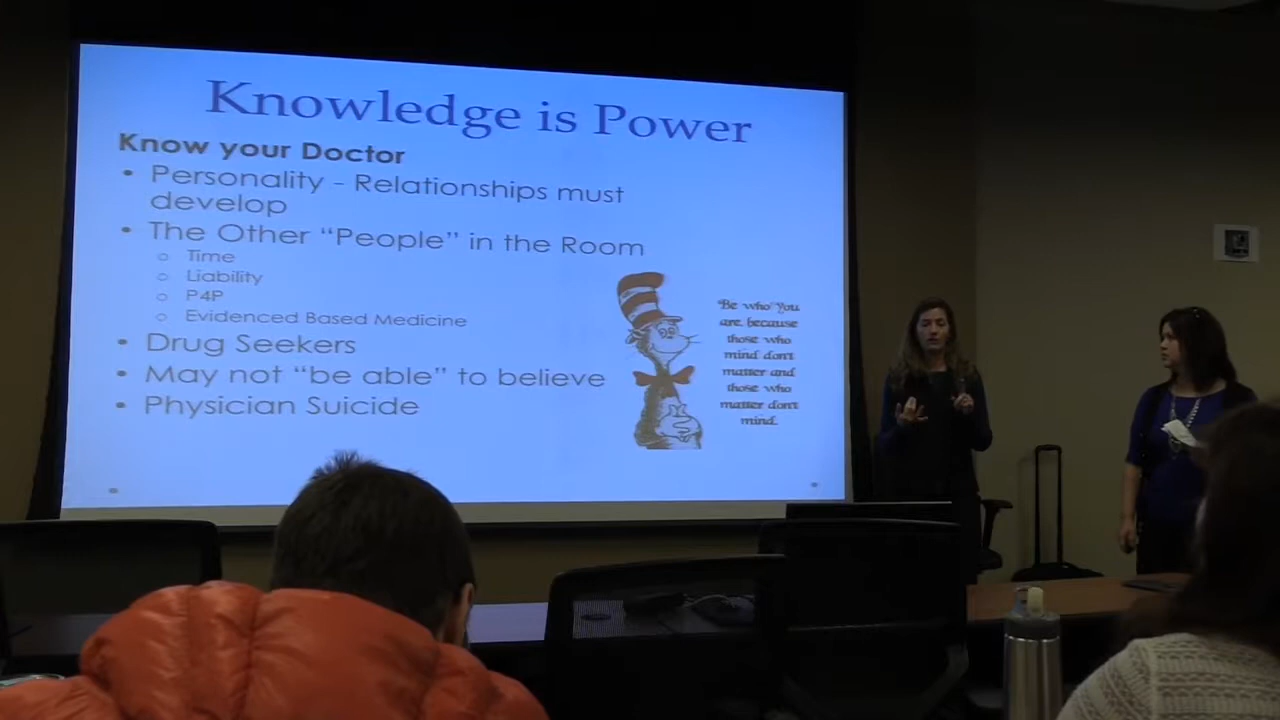 Knowledge is Power
Know your Doctor
• Personality - Relationships must
develop
• The Other "People" in the Room
o Time
o Liability
o P4P
o Evidenced Based Medicine
• Drug Seekers
• May not "be able" to believe
• Physician Suicide
"Be who You
are, because
those who
mind don't
matter and
those who
matter don't
mind.